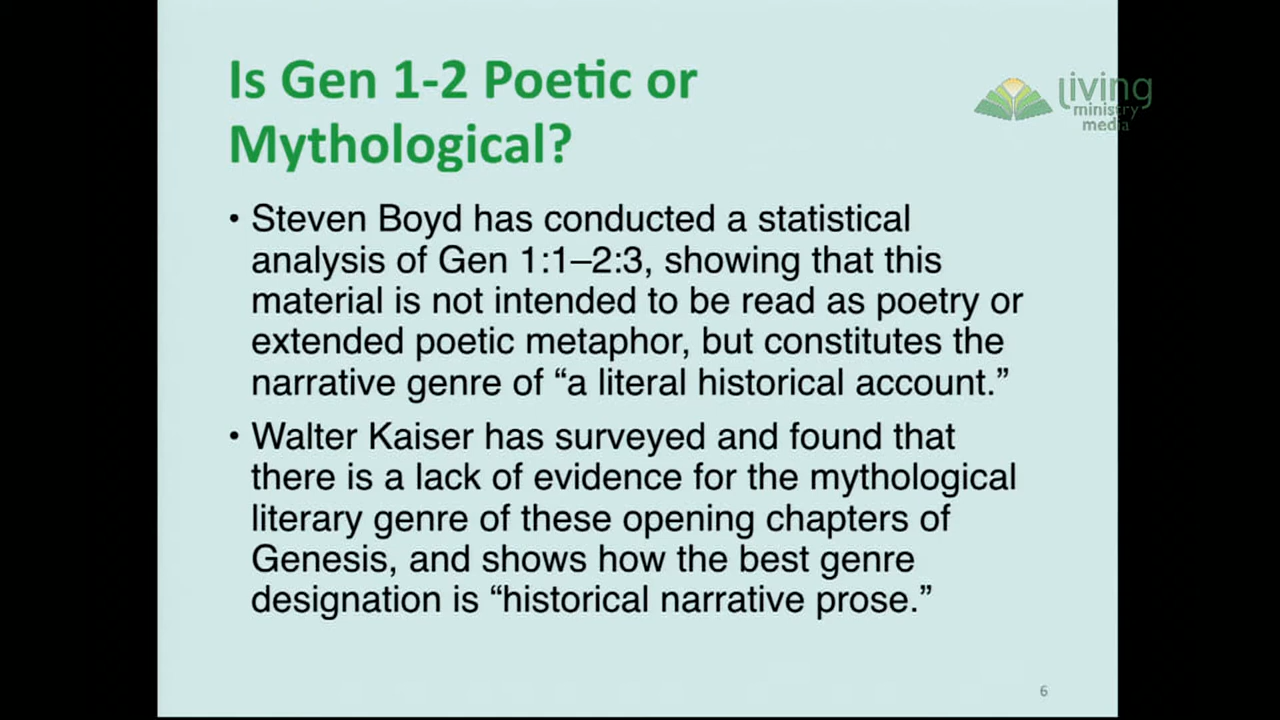 Is Gen 1-2 Poetic or
Mythological?
living
ministry
media
• Steven Boyd has conducted a statistical
analysis of Gen 1:1–2:3, showing that this
material is not intended to be read as poetry or
extended poetic metaphor, but constitutes the
narrative genre of “a literal historical account.”
• Walter Kaiser has surveyed and found that
there is a lack of evidence for the mythological
literary genre of these opening chapters of
Genesis, and shows how the best genre
designation is “historical narrative prose.”
6